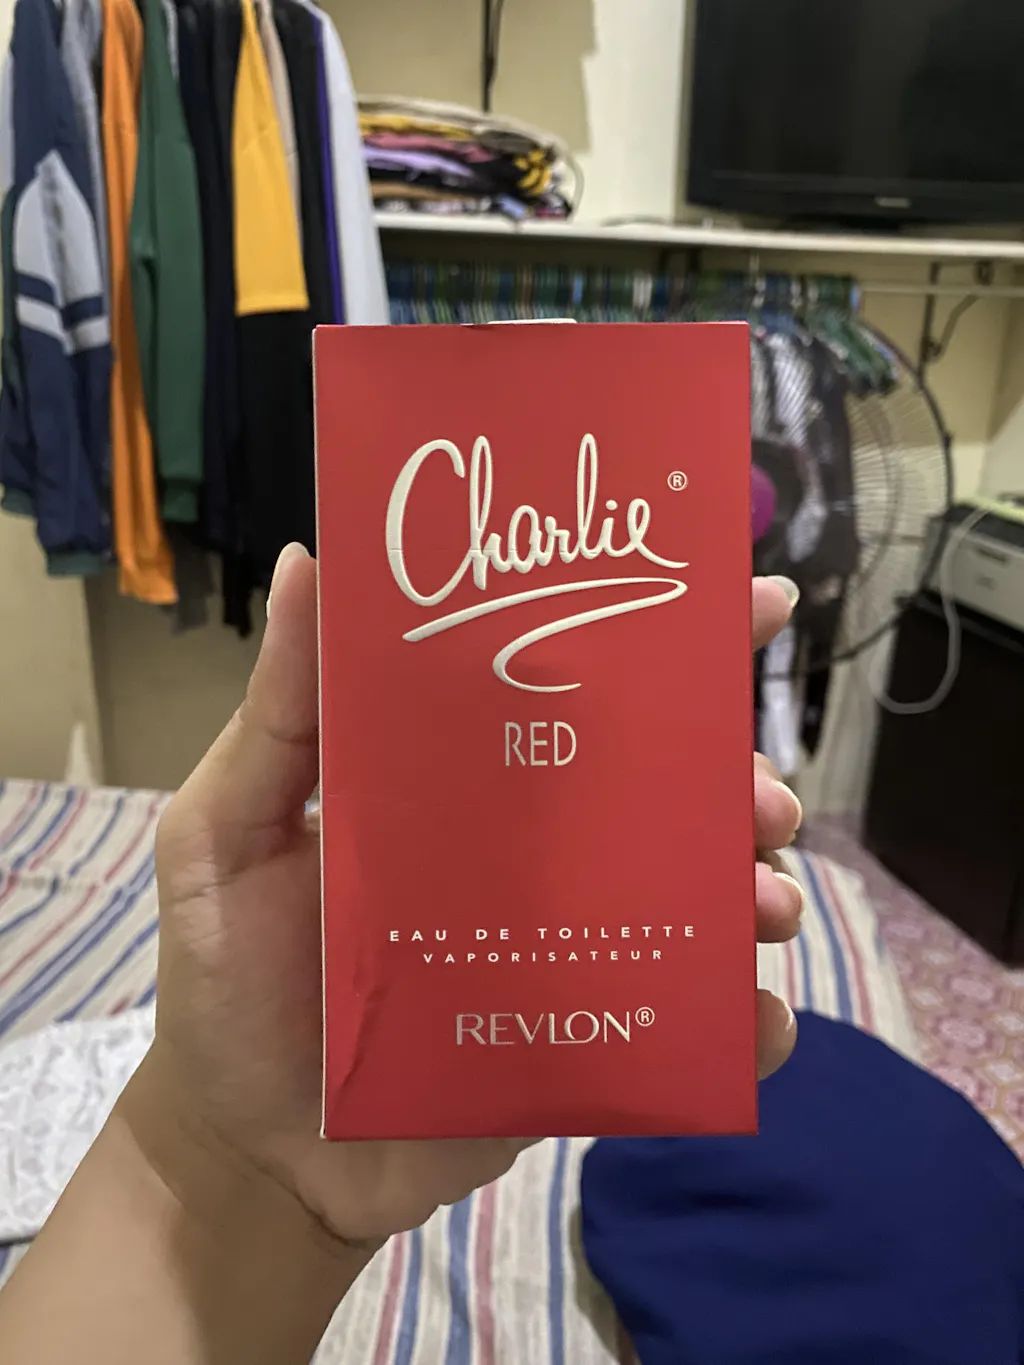 Charlie®
RED
EAU DE TOILETTE
VAPORISATEUR
REVLON®